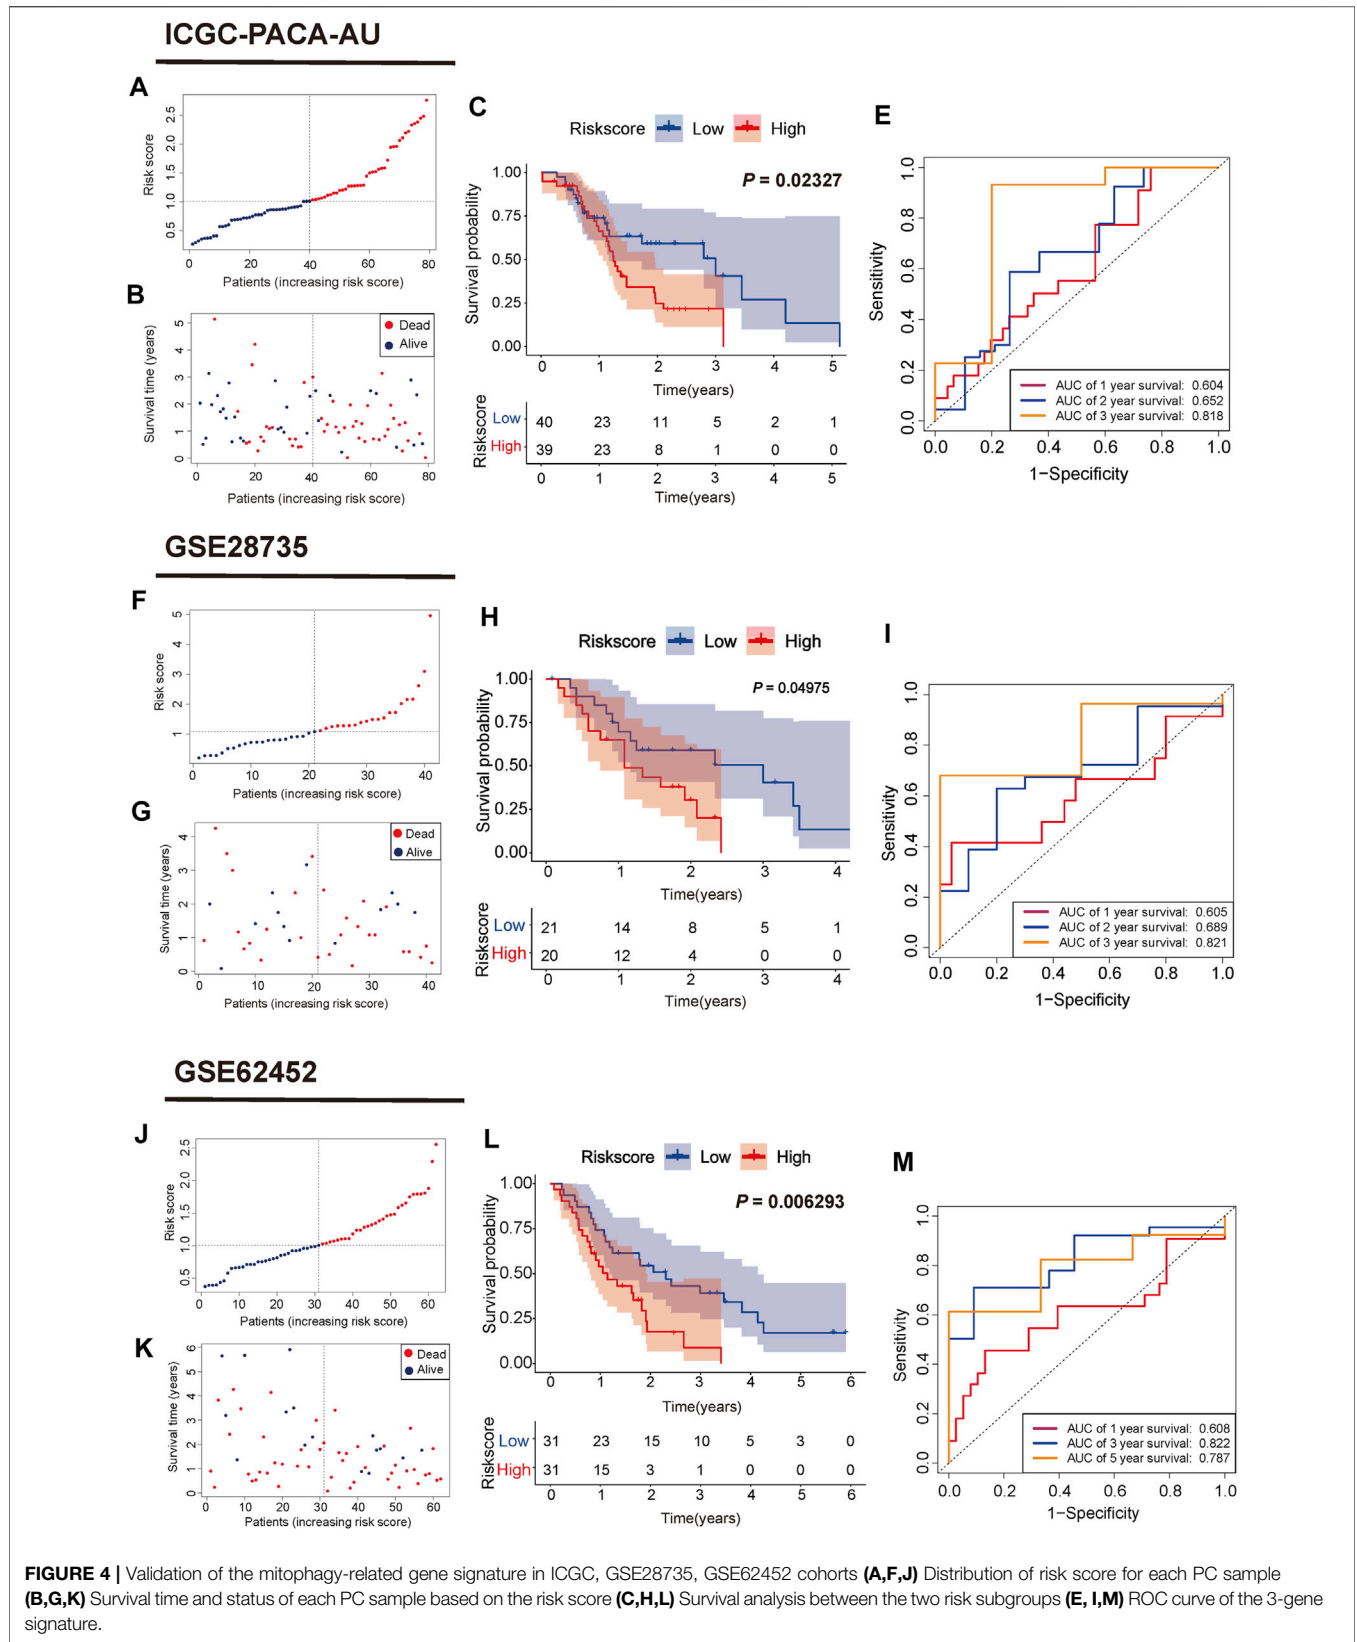 ICGC-PACA-AU
A
Risk score
0.5 1.0 1.5 2.0 2.5
0 20 40 60 80
Patients (increasing risk score)
B
Survival time (years)
0 1 2 3 4 5
Dead
Alive
0 20 40 60 80
Patients (increasing risk score)
C
Riskscore Low High
P = 0.02327
Survival probability
1.00
0.75
0.50
0.25
0.00
0 1 2 3 4 5
Time(years)
Riskscore
Low 40 23 11 5 2 1
High 39 23 8 1 0 0
0 1 2 3 4 5
Time(years)
E
Sensitivity
0.0 0.2 0.4 0.6 0.8 1.0
AUC of 1 year survival: 0.604
AUC of 2 year survival: 0.652
AUC of 3 year survival: 0.818
0.0 0.2 0.4 0.6 0.8 1.0
1−Specificity
GSE28735
F
Risk score
1 2 3 4 5
0 10 20 30 40
Patients (increasing risk score)
G
Survival time (years)
0 1 2 3 4
Dead
Alive
0 10 20 30 40
Patients (increasing risk score)
H
Riskscore Low High
P = 0.04975
Survival probability
1.00
0.75
0.50
0.25
0.00
0 1 2 3 4
Time(years)
Riskscore
Low 21 14 8 5 1
High 20 12 4 0 0
0 1 2 3 4
Time(years)
I
Sensitivity
0.0 0.2 0.4 0.6 0.8 1.0
AUC of 1 year survival: 0.605
AUC of 2 year survival: 0.689
AUC of 3 year survival: 0.821
0.0 0.2 0.4 0.6 0.8 1.0
1−Specificity
GSE62452
J
Risk score
0.5 1.0 1.5 2.0 2.5
0 10 20 30 40 50 60
Patients (increasing risk score)
K
Survival time (years)
0 1 2 3 4 5 6
Dead
Alive
0 10 20 30 40 50 60
Patients (increasing risk score)
L
Riskscore Low High
P = 0.006293
Survival probability
1.00
0.75
0.50
0.25
0.00
0 1 2 3 4 5 6
Time(years)
Riskscore
Low 31 23 15 10 5 3 0
High 31 15 3 1 0 0 0
0 1 2 3 4 5 6
Time(years)
M
Sensitivity
0.0 0.2 0.4 0.6 0.8 1.0
AUC of 1 year survival: 0.608
AUC of 3 year survival: 0.822
AUC of 5 year survival: 0.787
0.0 0.2 0.4 0.6 0.8 1.0
1−Specificity
FIGURE 4 | Validation of the mitophagy-related gene signature in ICGC, GSE28735, GSE62452 cohorts (A,F,J) Distribution of risk score for each PC sample
(B,G,K) Survival time and status of each PC sample based on the risk score (C,H,L) Survival analysis between the two risk subgroups (E, I,M) ROC curve of the 3-gene
signature.